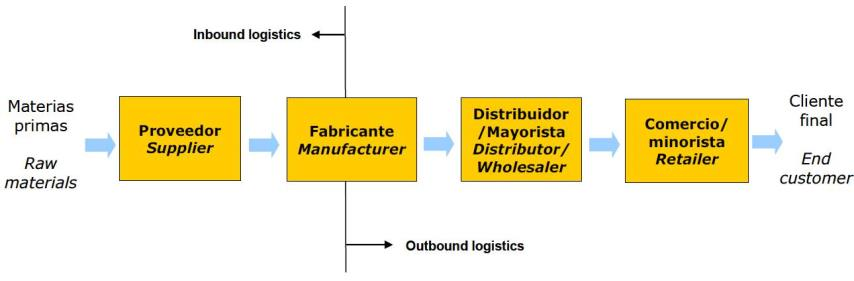 Inbound logistics
Materias
primas
Raw
materials
Proveedor
Supplier
Fabricante
Manufacturer
Distribuidor
/Mayorista
Distributor/
Wholesaler
Comercio/
minorista
Retailer
Cliente
final
End
customer
Outbound logistics